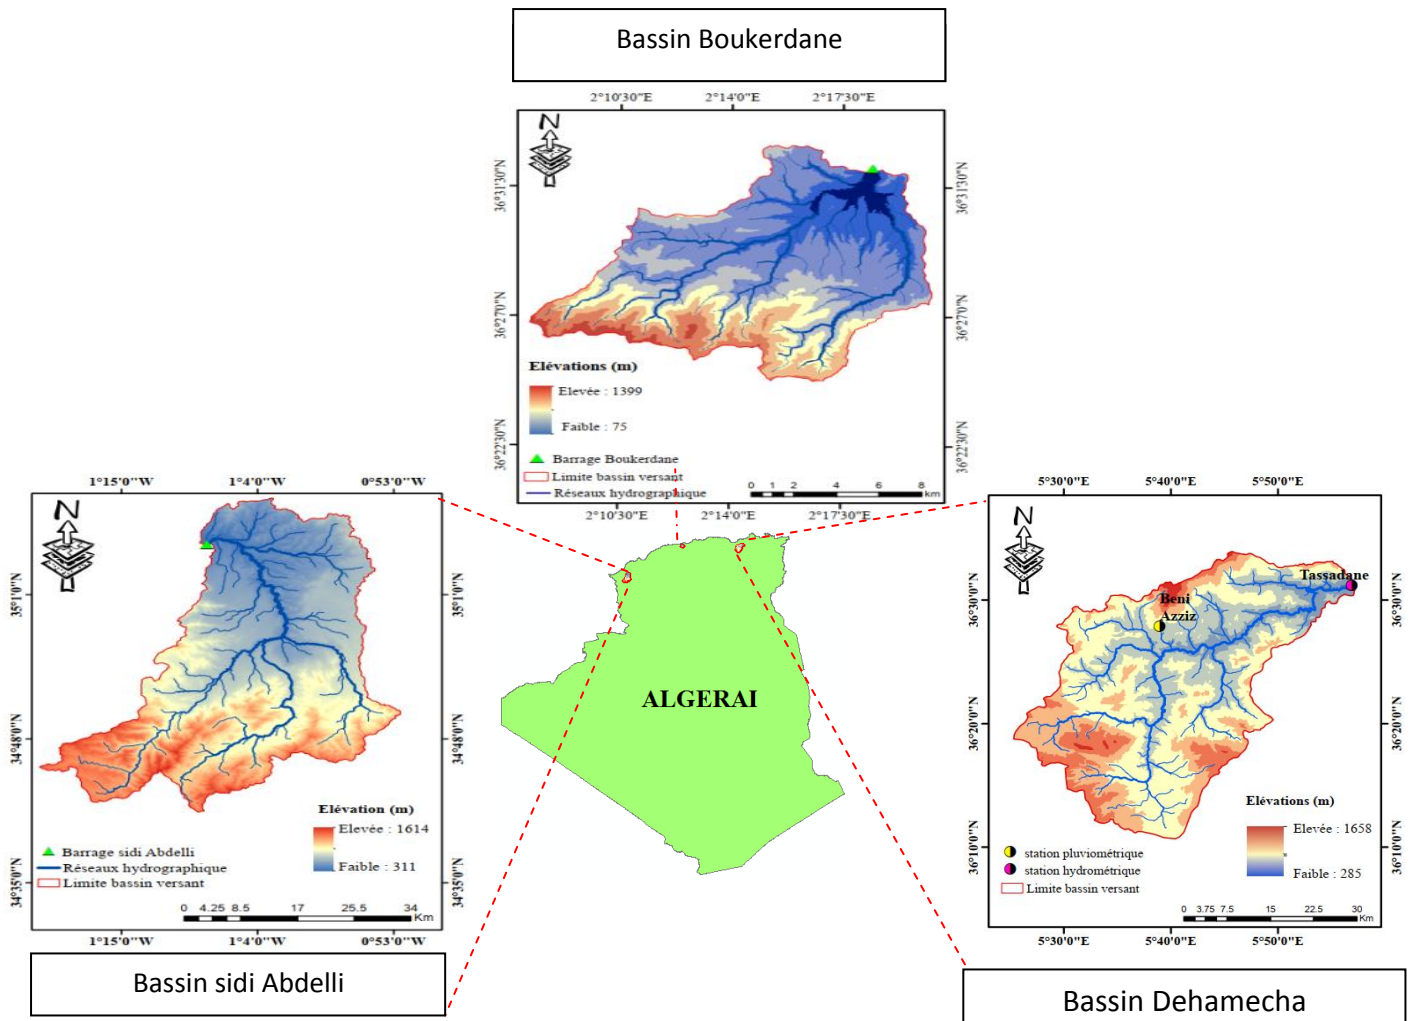 Bassin Boukerdane
2°10'30"E 2°14'0"E 2°17'30"E
N
36°31'30"N
36°27'0"N
36°22'30"N
36°31'30"N
36°27'0"N
36°22'30"N
Elévations (m)
Elevée : 1399
Faible : 75
Barrage Boukerdane
Limite bassin versant
Réseaux hydrographique
0 1 2 4 6 8
km
2°10'30"E 2°14'0"E 2°17'30"E
1°15'0"W 1°4'0"W 0°53'0"W
N
35°1'0"N
34°48'0"N
34°35'0"N
35°1'0"N
34°48'0"N
34°35'0"N
Elévation (m)
Elevée : 1614
Faible : 311
Barrage sidi Abdelli
Réseaux hydrographique
Limite bassin versant
0 4.25 8.5 17 25.5 34
Km
1°15'0"W 1°4'0"W 0°53'0"W
Bassin sidi Abdelli
ALGERAI
5°30'0"E 5°40'0"E 5°50'0"E
N
Tassadane
Beni
Azziz
36°30'0"N
36°20'0"N
36°10'0"N
36°30'0"N
36°20'0"N
36°10'0"N
Elévations (m)
Elevée : 1658
Faible : 285
station pluviométrique
station hydrométrique
Limite bassin versant
0 3.75 7.5 15 22.5 30
Km
5°30'0"E 5°40'0"E 5°50'0"E
Bassin Dehamecha